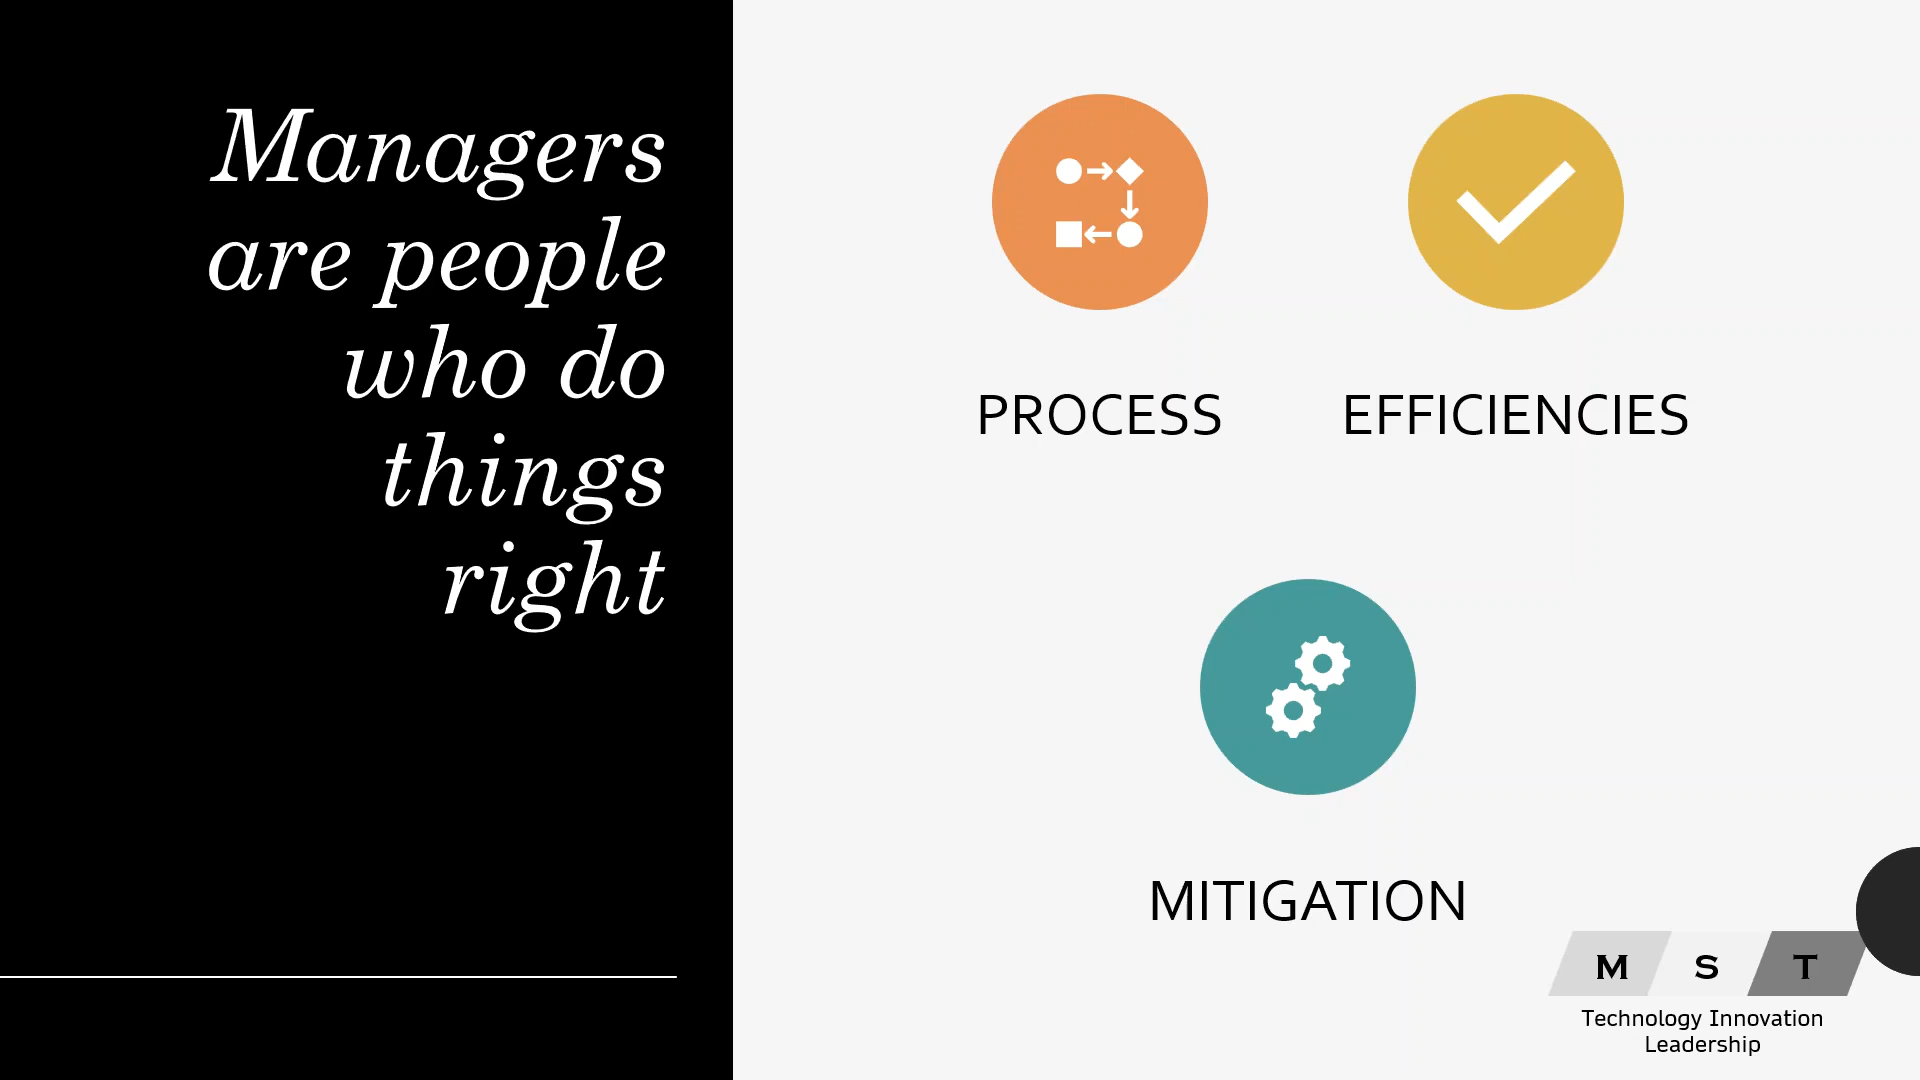 Managers
are people
who do
things
right
PROCESS
EFFICIENCIES
MITIGATION
M S T
Technology Innovation
Leadership